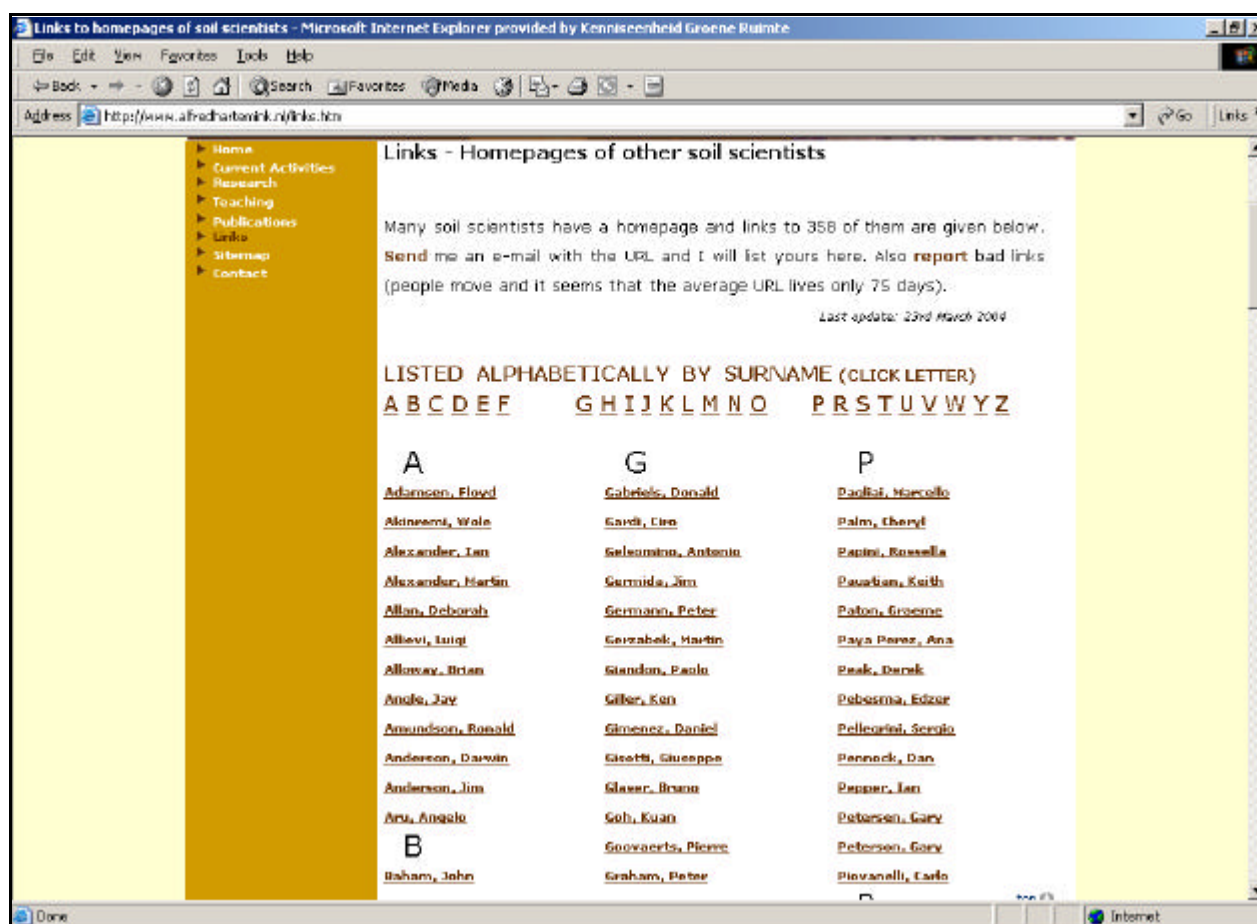 Links to homepages of soil scientists - Microsoft Internet Explorer provided by Kenniseenheid Groene Ruimte
File Edit View Favorites Tools Help
Back Search Favorites Media
Address http://www.alfredhartemink.nl/links.htm Go Links
Home
Current Activities
Research
Teaching
Publications
Links
Sitemap
Contact
Links - Homepages of other soil scientists
Many soil scientists have a homepage and links to 358 of them are given below.
Send me an e-mail with the URL and I will list yours here. Also report bad links
(people move and it seems that the average URL lives only 75 days).
Last update: 23rd March 2004
LISTED ALPHABETICALLY BY SURNAME (CLICK LETTER)
A B C D E F G H I J K L M N O P R S T U V W Y Z
A
Adamsen, Floyd
Akinremi, Wole
Alexander, Ian
Alexander, Martin
Allan, Deborah
Allievi, Luigi
Alloway, Brian
Angle, Jay
Amundson, Ronald
Anderson, Darwin
Anderson, Jim
Aru, Angelo
B
Baham, John
G
Gabriels, Donald
Gardi, Ciro
Gelsomino, Antonio
Germida, Jim
Germann, Peter
Gerzabek, Martin
Giandon, Paolo
Giller, Ken
Gimenez, Daniel
Gisotti, Giuseppe
Glaser, Bruno
Goh, Kuan
Goovaerts, Pierre
Graham, Peter
P
Pagliai, Marcello
Palm, Cheryl
Papini, Rossella
Paustian, Keith
Paton, Graeme
Paya Perez, Ana
Peak, Derek
Pebesma, Edzer
Pellegrini, Sergio
Pennock, Dan
Pepper, Ian
Petersen, Gary
Peterson, Gary
Piovanelli, Carlo
top
Done Internet